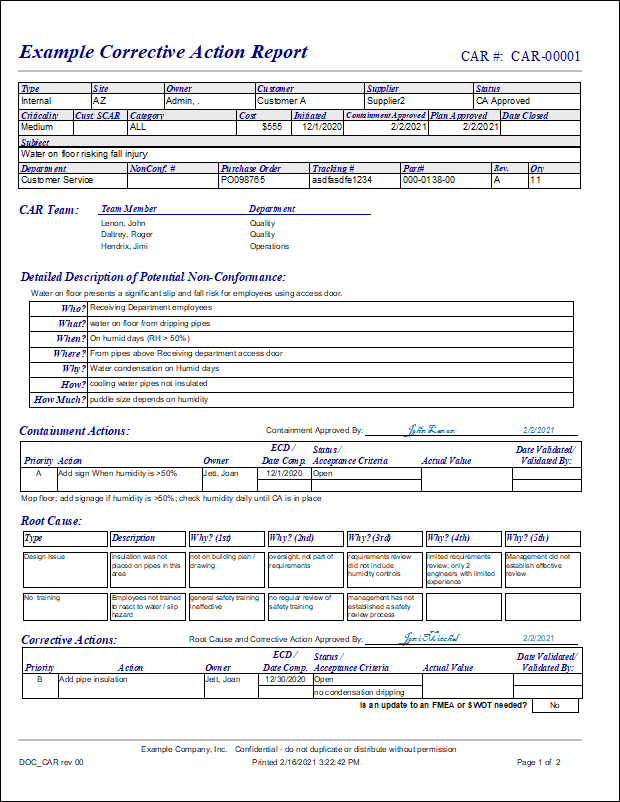 Example Corrective Action Report CAR #: CAR-00001
Type Site Owner Customer Supplier Status
Internal AZ Admin, . Customer A Supplier2 CA Approved
Criticality Cust. SCAR Category Cost Initiated Containment Approved Plan Approved Date Closed
Medium ALL $555 12/1/2020 2/2/2021 2/2/2021
Subject
Water on floor risking fall injury
Department NonConf. # Purchase Order Tracking # Part# Rev. Qty
Customer Service PO098765 asdfasdfe1234 000-0138-00 A 11
CAR Team: Team Member Department
Lenon, John Quality
Daltrey, Roger Quality
Hendrix, Jimi Operations
Detailed Description of Potential Non-Conformance:
Water on floor presents a significant slip and fall risk for employees using access door.
Who? Receiving Department employees
What? water on floor from dripping pipes
When? On humid days (RH > 50%)
Where? From pipes above Receiving department access door
Why? Water condensation on Humid days
How? cooling water pipes not insulated
How Much? puddle size depends on humidity
Containment Actions: Containment Approved By: John Lenon 2/2/2021
ECD / Status / Date Validated/
Priority Action Owner Date Comp. Acceptance Criteria Actual Value Validated By:
A Add sign When humidity is >50% Jett, Joan 12/1/2020 Open
Mop floor; add signage if humidity is >50%; check humidity daily until CA is in place
Root Cause:
Type Description Why? (1st) Why? (2nd) Why? (3rd) Why? (4th) Why? (5th)
Design Issue insulation was not not on building plan / oversight; not part of requirements review limited requirements Management did not
placed on pipes in this drawing requirements did not include review; only 2 establish effective
area humidity controls engineers with limited review
experience
No training Employees not trained general safety training no regular review of management has not
to react to water / slip ineffective safety training established a safety
hazard review process
Corrective Actions: Root Cause and Corrective Action Approved By: Joni Mitchel 2/2/2021
ECD / Status / Date Validated/
Priority Action Owner Date Comp. Acceptance Criteria Actual Value Validated By:
B Add pipe insulation Jett, Joan 12/30/2020 Open
no condensation dripping
Is an update to an FMEA or SWOT needed? No
Example Company, Inc. Confidential - do not duplicate or distribute without permission
DOC_CAR rev 00 Printed 2/16/2021 3:22:42 PM Page 1 of 2